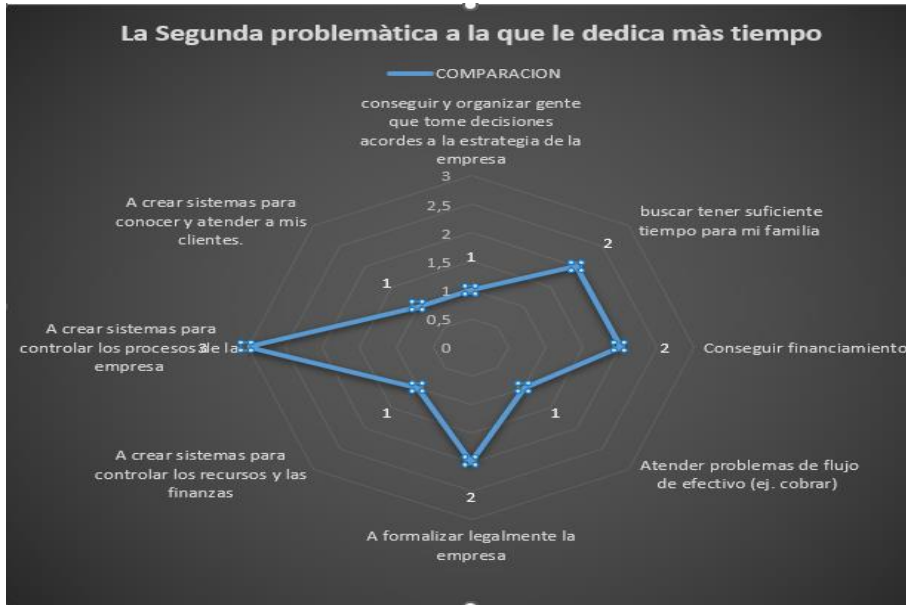 La Segunda problemàtica a la que le dedica màs tiempo
COMPARACION
conseguir y organizar gente
que tome decisiones
acordes a la estrategia de la
empresa
3
2,5
2
1,5
1
0,5
0
1
buscar tener suficiente
tiempo para mi familia
2
Conseguir financiamiento
2
Atender problemas de flujo
de efectivo (ej. cobrar)
1
A formalizar legalmente la
empresa
2
A crear sistemas para
controlar los recursos y las
finanzas
1
A crear sistemas para
controlar los procesos de la
empresa
3
A crear sistemas para
conocer y atender a mis
clientes.
1